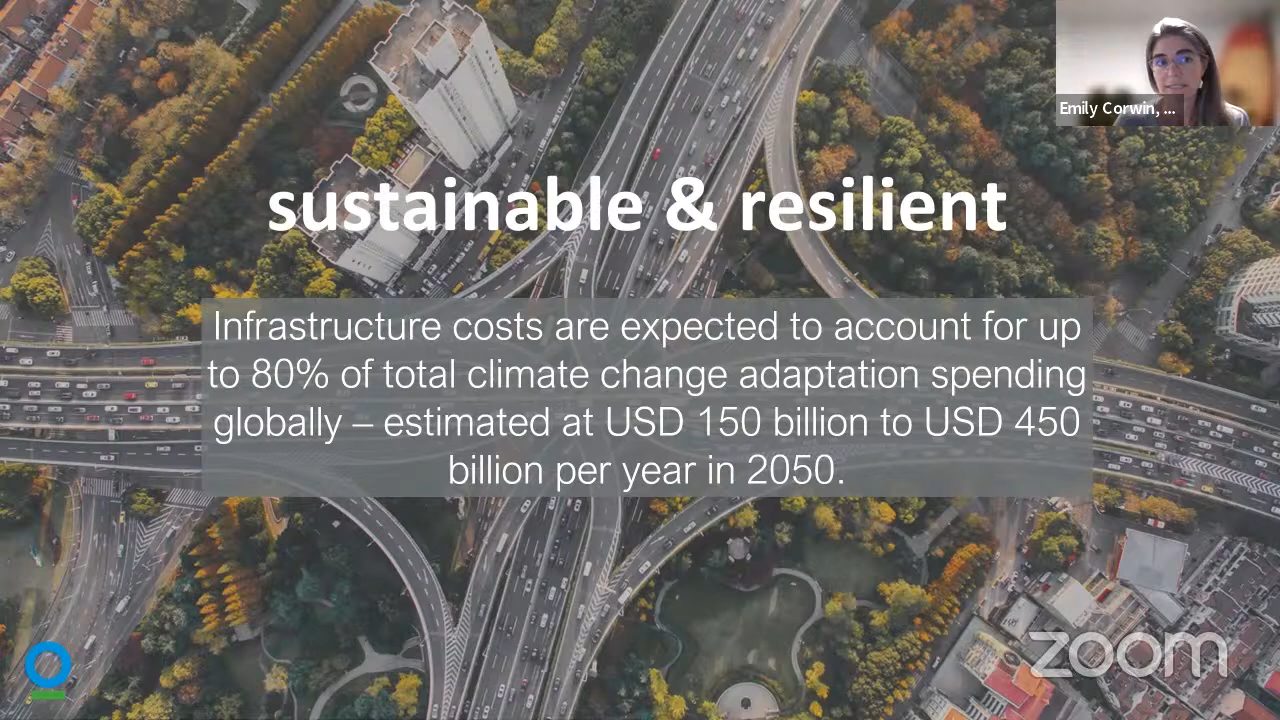 Emily Corwin, ...
sustainable & resilient
Infrastructure costs are expected to account for up
to 80% of total climate change adaptation spending
globally – estimated at USD 150 billion to USD 450
billion per year in 2050.
zoom